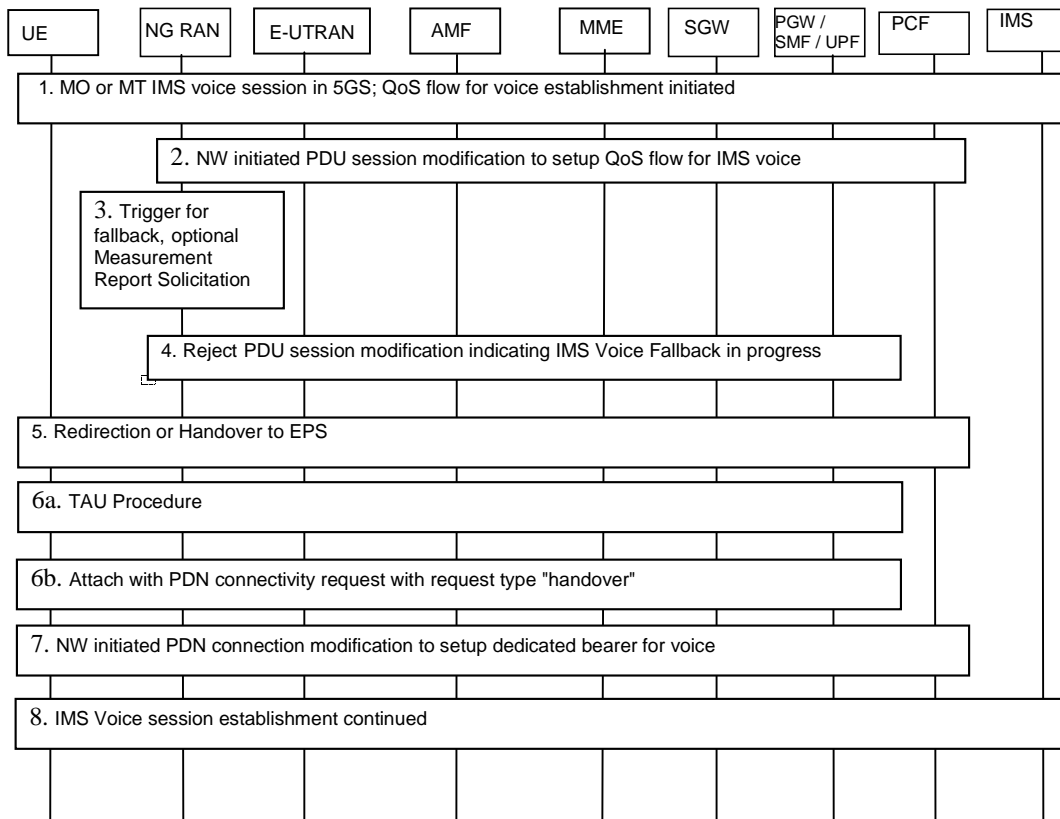 UE
NG RAN
E-UTRAN
AMF
MME
SGW
PGW /
SMF / UPF
PCF
IMS
1. MO or MT IMS voice session in 5GS; QoS flow for voice establishment initiated
2. NW initiated PDU session modification to setup QoS flow for IMS voice
3. Trigger for
fallback, optional
Measurement
Report Solicitation
4. Reject PDU session modification indicating IMS Voice Fallback in progress
5. Redirection or Handover to EPS
6a. TAU Procedure
6b. Attach with PDN connectivity request with request type "handover"
7. NW initiated PDN connection modification to setup dedicated bearer for voice
8. IMS Voice session establishment continued